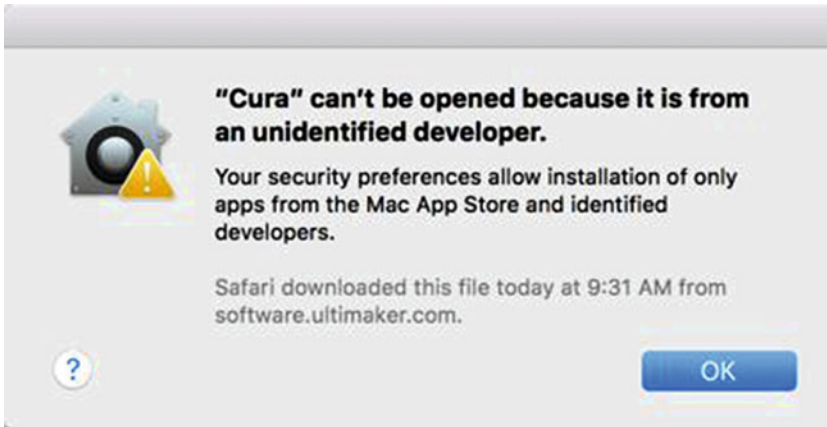 "Cura" can't be opened because it is from
an unidentified developer.
Your security preferences allow installation of only
apps from the Mac App Store and identified
developers.
Safari downloaded this file today at 9:31 AM from
software.ultimaker.com.
?
OK